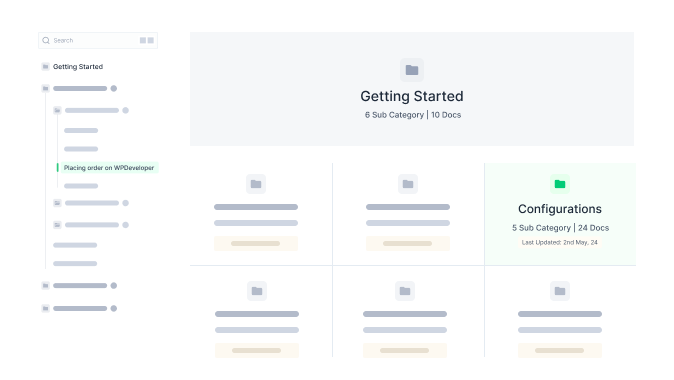 Search
Getting Started
Placing order on WPDeveloper
Getting Started
6 Sub Category | 10 Docs
Configurations
5 Sub Category | 24 Docs
Last Updated: 2nd May, 24